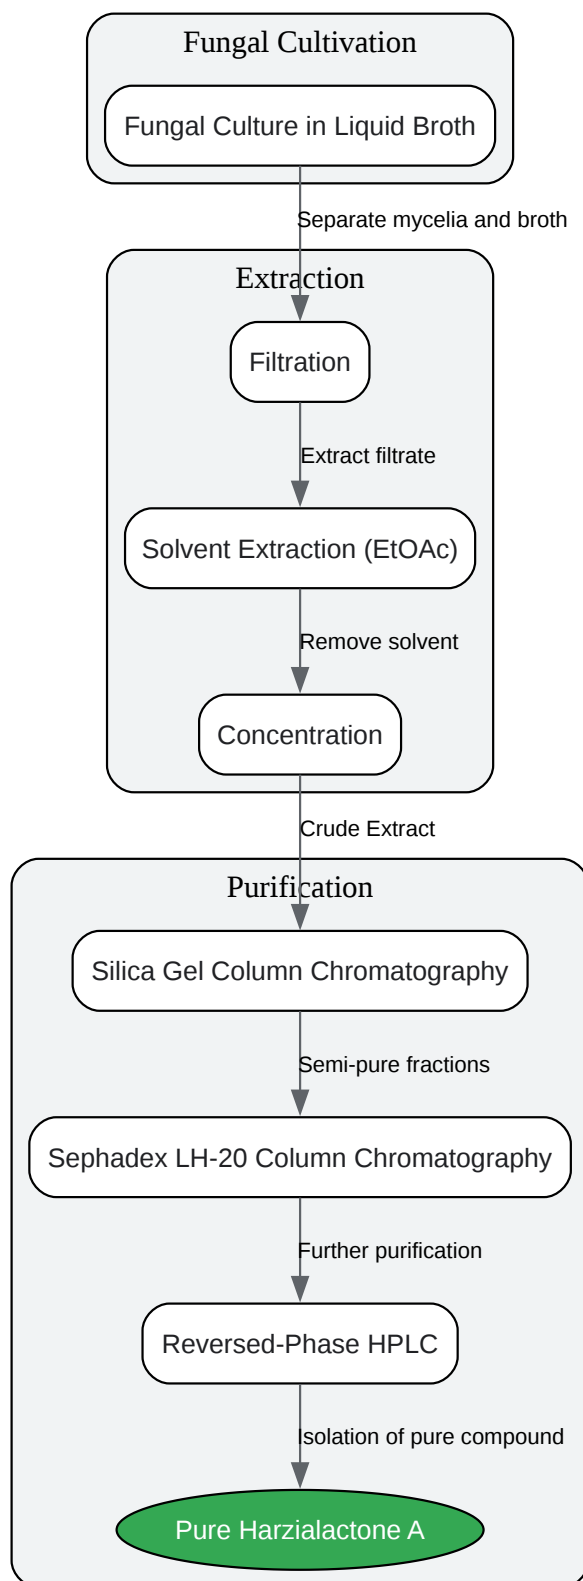 Fungal Cultivation
Fungal Culture in Liquid Broth
Separate mycelia and broth
Extraction
Filtration
Extract filtrate
Solvent Extraction (EtOAc)
Remove solvent
Concentration
Crude Extract
Purification
Silica Gel Column Chromatography
Semi-pure fractions
Sephadex LH-20 Column Chromatography
Further purification
Reversed-Phase HPLC
Isolation of pure compound
Pure Harzialactone A